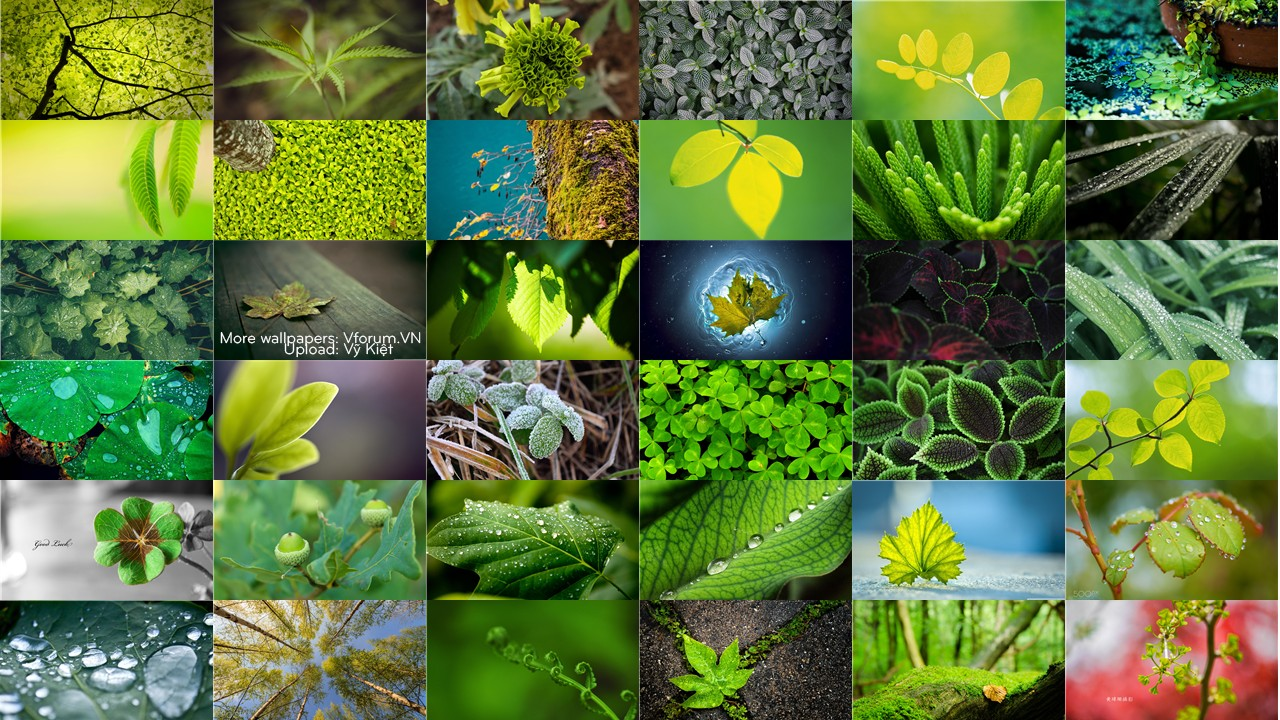 More wallpapers: Vforum.VN
Upload: Vỹ Kiệt
Good Luck